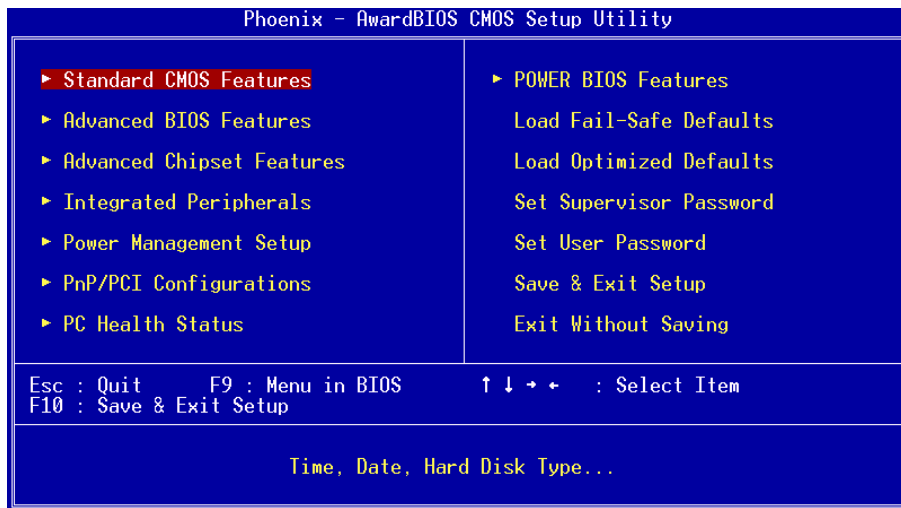 Phoenix - AwardBIOS CMOS Setup Utility
► Standard CMOS Features
► Advanced BIOS Features
► Advanced Chipset Features
► Integrated Peripherals
► Power Management Setup
► PnP/PCI Configurations
► PC Health Status
► POWER BIOS Features
Load Fail-Safe Defaults
Load Optimized Defaults
Set Supervisor Password
Set User Password
Save & Exit Setup
Exit Without Saving
Esc : Quit F9 : Menu in BIOS ↑ ↓ → ← : Select Item
F10 : Save & Exit Setup
Time, Date, Hard Disk Type...